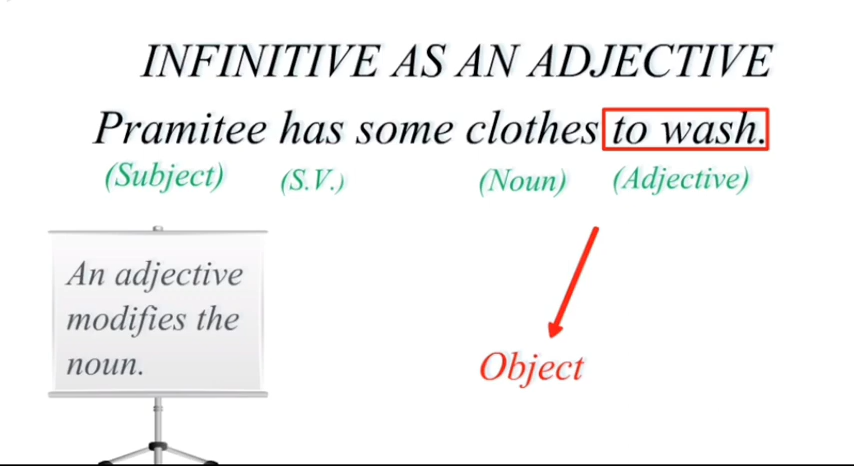 INFINITIVE AS AN ADJECTIVE
Pramitee has some clothes to wash.
(Subject) (S.V.) (Noun) (Adjective)
An adjective
modifies the
noun.
Object